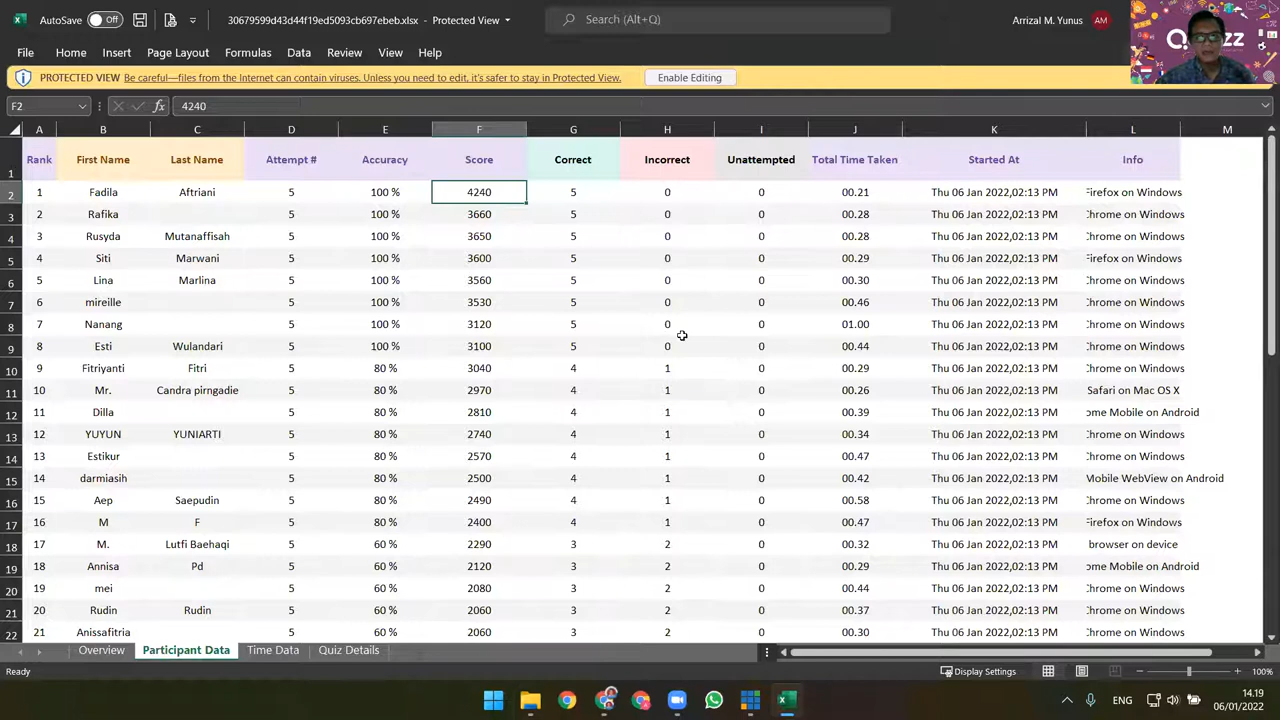 AutoSave Off 30679599d43d44f19ed5093cb697ebeb.xlsx - Protected View Search (Alt+Q) Arrizal M. Yunus AM
File Home Insert Page Layout Formulas Data Review View Help
PROTECTED VIEW Be careful—files from the Internet can contain viruses. Unless you need to edit, it's safer to stay in Protected View. Enable Editing
F2 fx 4240
A B C D E F G H I J K L M
1 Rank First Name Last Name Attempt # Accuracy Score Correct Incorrect Unattempted Total Time Taken Started At Info
2 1 Fadila Aftriani 5 100 % 4240 5 0 0 00.21 Thu 06 Jan 2022,02:13 PM Firefox on Windows
3 2 Rafika 5 100 % 3660 5 0 0 00.28 Thu 06 Jan 2022,02:13 PM Chrome on Windows
4 3 Rusyda Mutanaffisah 5 100 % 3650 5 0 0 00.28 Thu 06 Jan 2022,02:13 PM Chrome on Windows
5 4 Siti Marwani 5 100 % 3600 5 0 0 00.29 Thu 06 Jan 2022,02:13 PM Firefox on Windows
6 5 Lina Marlina 5 100 % 3560 5 0 0 00.30 Thu 06 Jan 2022,02:13 PM Chrome on Windows
7 6 mireille 5 100 % 3530 5 0 0 00.46 Thu 06 Jan 2022,02:13 PM Chrome on Windows
8 7 Nanang 5 100 % 3120 5 0 0 01.00 Thu 06 Jan 2022,02:13 PM Chrome on Windows
9 8 Esti Wulandari 5 100 % 3100 5 0 0 00.44 Thu 06 Jan 2022,02:13 PM Chrome on Windows
10 9 Fitriyanti Fitri 5 80 % 3040 4 1 0 00.29 Thu 06 Jan 2022,02:13 PM Chrome on Windows
11 10 Mr. Candra pirngadie 5 80 % 2970 4 1 0 00.26 Thu 06 Jan 2022,02:13 PM Safari on Mac OS X
12 11 Dilla 5 80 % 2810 4 1 0 00.39 Thu 06 Jan 2022,02:13 PM ome Mobile on Android
13 12 YUYUN YUNIARTI 5 80 % 2740 4 1 0 00.34 Thu 06 Jan 2022,02:13 PM Chrome on Windows
14 13 Estikur 5 80 % 2570 4 1 0 00.47 Thu 06 Jan 2022,02:13 PM Chrome on Windows
15 14 darmiasih 5 80 % 2500 4 1 0 00.42 Thu 06 Jan 2022,02:13 PM Mobile WebView on Android
16 15 Aep Saepudin 5 80 % 2490 4 1 0 00.58 Thu 06 Jan 2022,02:13 PM Chrome on Windows
17 16 M F 5 80 % 2400 4 1 0 00.47 Thu 06 Jan 2022,02:13 PM Firefox on Windows
18 17 M. Lutfi Baehaqi 5 60 % 2290 3 2 0 00.32 Thu 06 Jan 2022,02:13 PM browser on device
19 18 Annisa Pd 5 60 % 2120 3 2 0 00.29 Thu 06 Jan 2022,02:13 PM ome Mobile on Android
20 19 mei 5 60 % 2080 3 2 0 00.44 Thu 06 Jan 2022,02:13 PM Chrome on Windows
21 20 Rudin Rudin 5 60 % 2060 3 2 0 00.37 Thu 06 Jan 2022,02:13 PM Chrome on Windows
22 21 Anissafitria 5 60 % 2060 3 2 0 00.30 Thu 06 Jan 2022,02:13 PM Chrome on Windows
Overview Participant Data Time Data Quiz Details
Ready Display Settings 100%
ENG 14.19
06/01/2022